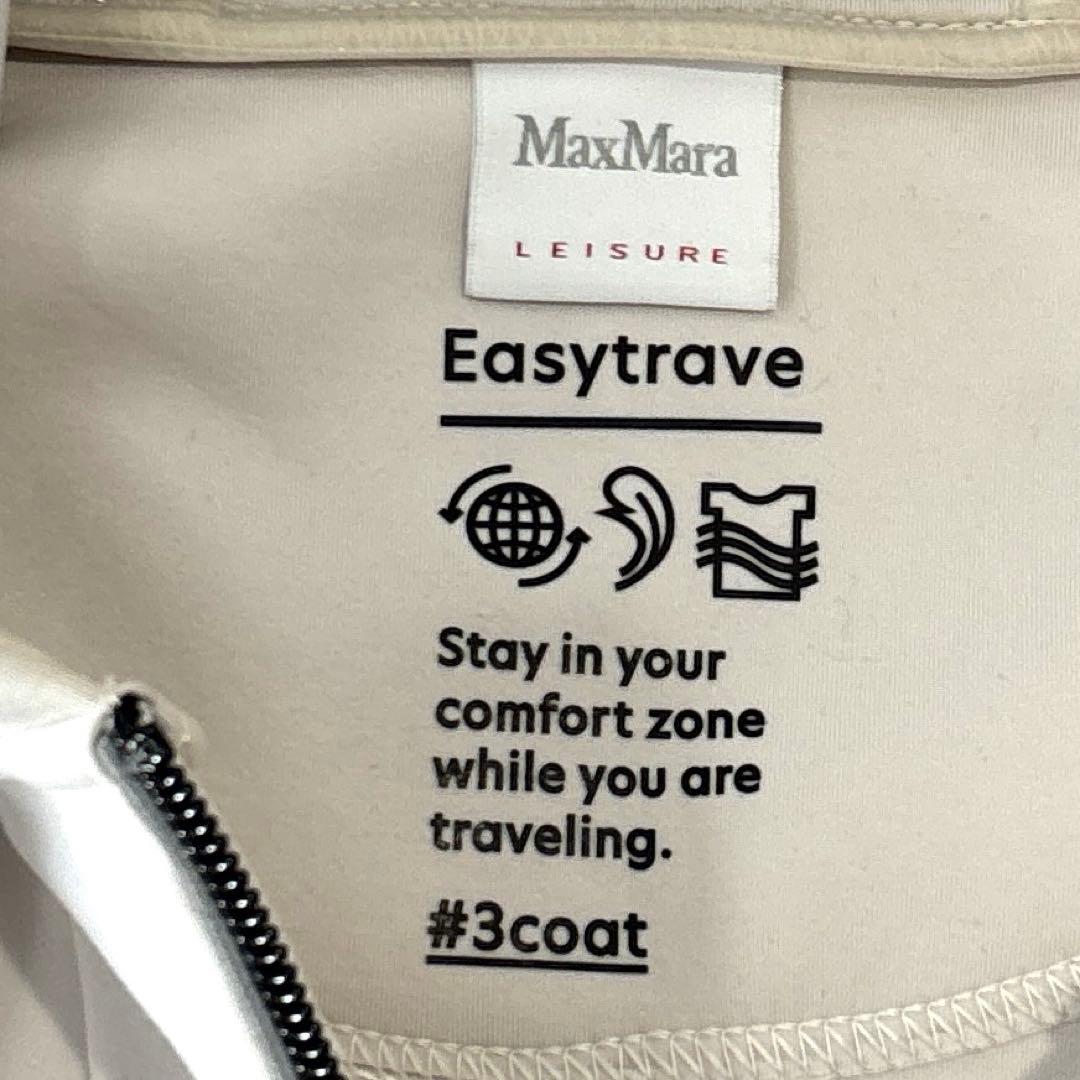 MaxMara
LEISURE
Easytrave
Stay in your
comfort zone
while you are
traveling.
#3coat